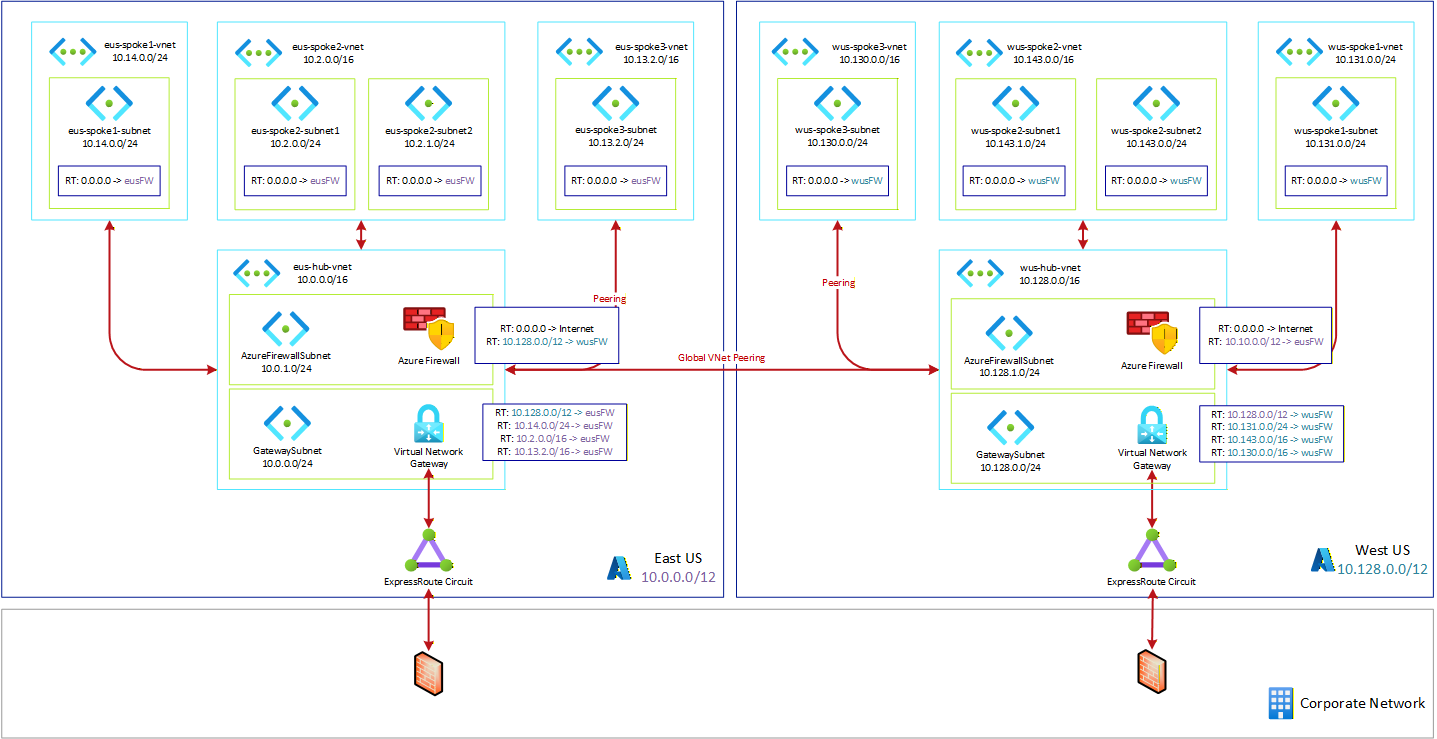 eus-spoke1-vnet
10.14.0.0/24
eus-spoke1-subnet
10.14.0.0/24
RT: 0.0.0.0 -> eusFW
eus-spoke2-vnet
10.2.0.0/16
eus-spoke2-subnet1
10.2.0.0/24
RT: 0.0.0.0 -> eusFW
eus-spoke2-subnet2
10.2.1.0/24
RT: 0.0.0.0 -> eusFW
eus-spoke3-vnet
10.13.2.0/16
eus-spoke3-subnet
10.13.2.0/24
RT: 0.0.0.0 -> eusFW
wus-spoke3-vnet
10.130.0.0/16
wus-spoke3-subnet
10.130.0.0/24
RT: 0.0.0.0 -> wusFW
wus-spoke2-vnet
10.143.0.0/16
wus-spoke2-subnet1
10.143.1.0/24
RT: 0.0.0.0 -> wusFW
wus-spoke2-subnet2
10.143.0.0/24
RT: 0.0.0.0 -> wusFW
wus-spoke1-vnet
10.131.0.0/24
wus-spoke1-subnet
10.131.0.0/24
RT: 0.0.0.0 -> wusFW
eus-hub-vnet
10.0.0.0/16
AzureFirewallSubnet
10.0.1.0/24
Azure Firewall
Peering
RT: 0.0.0.0 -> Internet
RT: 10.128.0.0/12 -> wusFW
Global VNet Peering
GatewaySubnet
10.0.0.0/24
Virtual Network
Gateway
RT: 10.128.0.0/12 -> eusFW
RT: 10.14.0.0/24 -> eusFW
RT: 10.2.0.0/16 -> eusFW
RT: 10.13.2.0/16 -> eusFW
ExpressRoute Circuit
East US
10.0.0.0/12
Peering
wus-hub-vnet
10.128.0.0/16
AzureFirewallSubnet
10.128.1.0/24
Azure Firewall
RT: 0.0.0.0 -> Internet
RT: 10.10.0.0/12 -> eusFW
GatewaySubnet
10.128.0.0/24
Virtual Network
Gateway
RT: 10.128.0.0/12 -> wusFW
RT: 10.131.0.0/24 -> wusFW
RT: 10.143.0.0/16 -> wusFW
RT: 10.130.0.0/16 -> wusFW
ExpressRoute Circuit
West US
10.128.0.0/12
Corporate Network